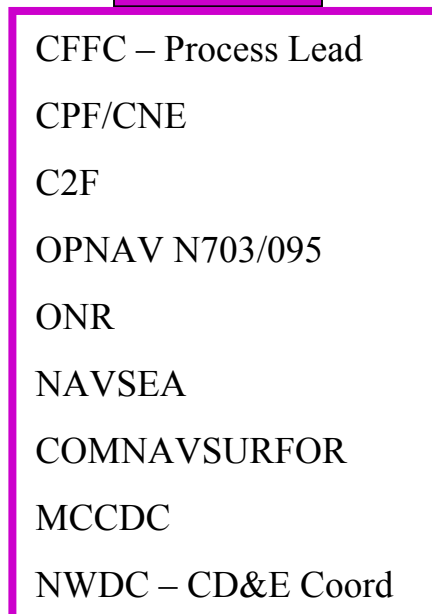 CFFC – Process Lead
CPF/CNE
C2F
OPNAV N703/095
ONR
NAVSEA
COMNAVSURFOR
MCCDC
NWDC – CD&E Coord